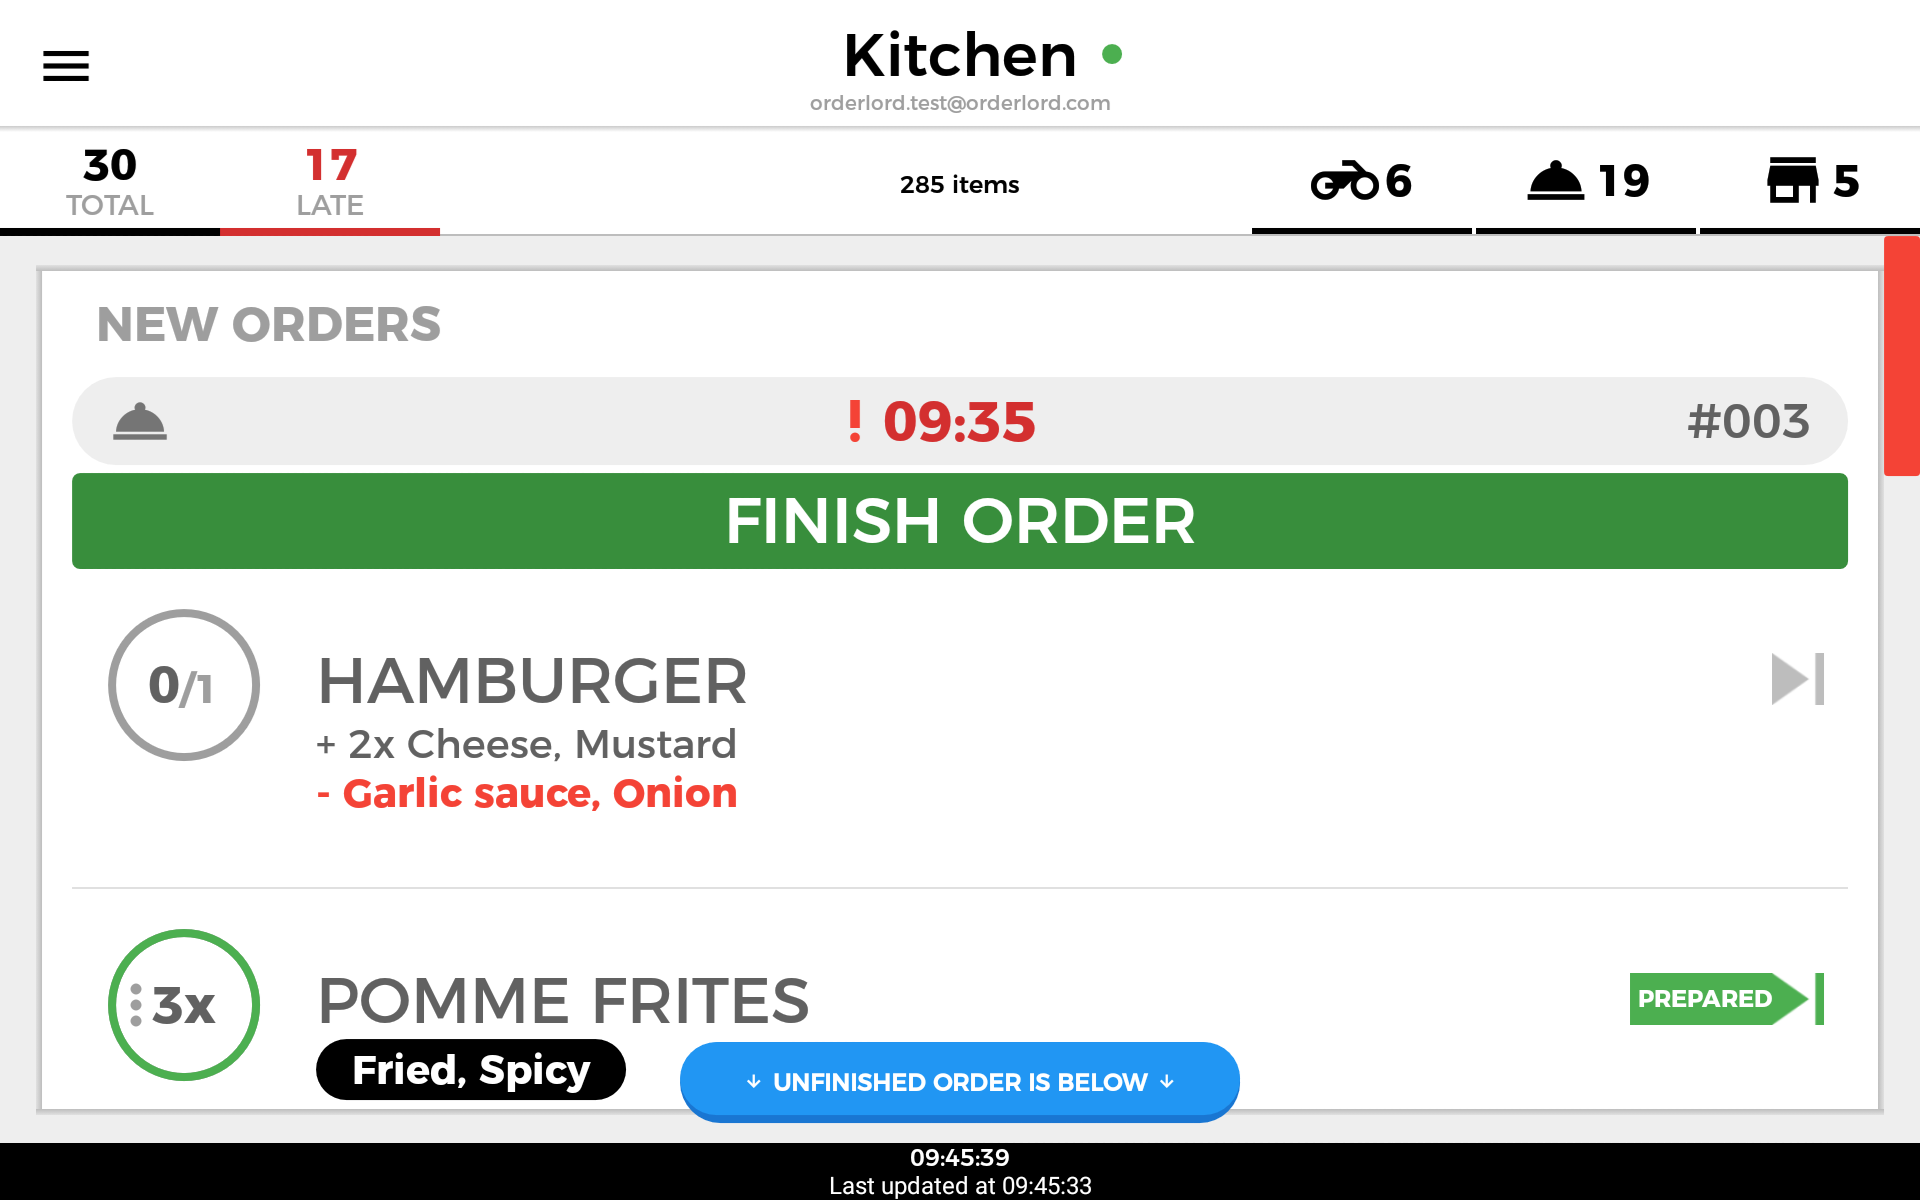 Kitchen
orderlord.test@orderlord.com
30
TOTAL
17
LATE
285 items
6
19
5
NEW ORDERS
! 09:35
#003
FINISH ORDER
0/1
HAMBURGER
+ 2x Cheese, Mustard
- Garlic sauce, Onion
3x
POMME FRITES
PREPARED
Fried, Spicy
↓ UNFINISHED ORDER IS BELOW ↓
09:45:39
Last updated at 09:45:33